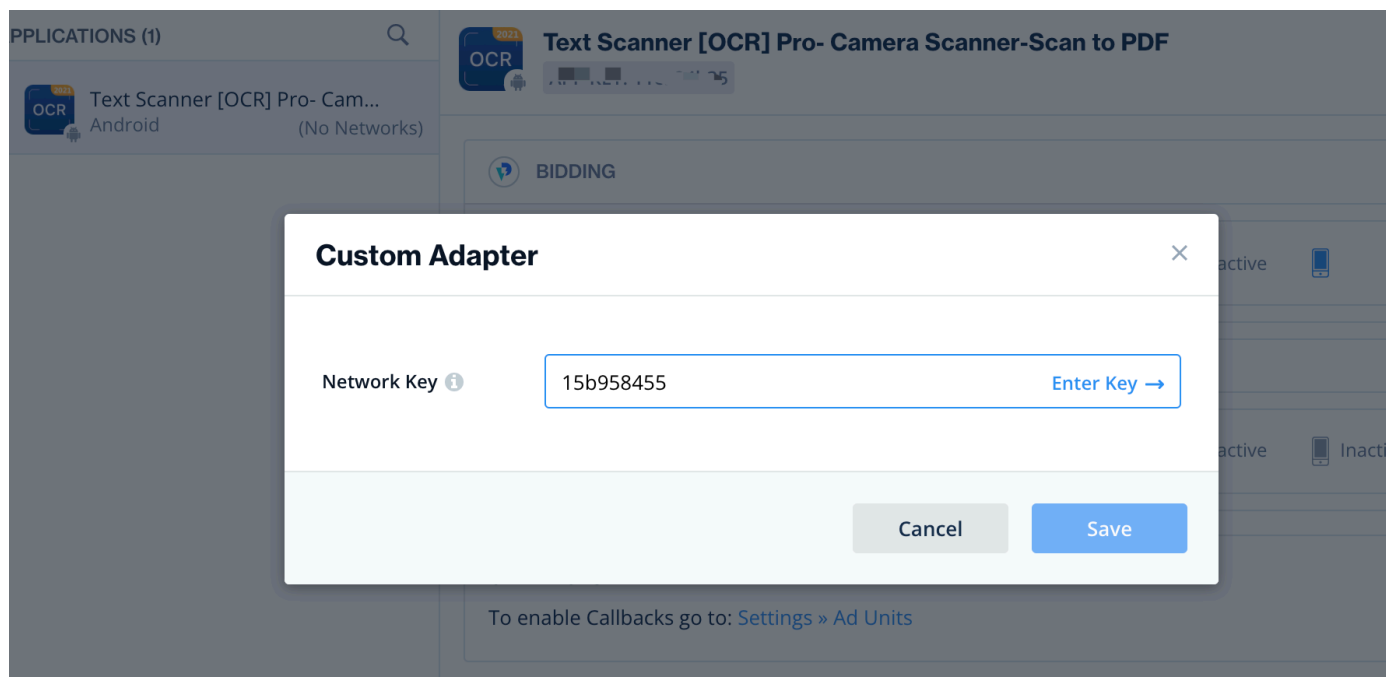 PPLICATIONS (1)
2021
OCR
Text Scanner [OCR] Pro- Cam...
Android
(No Networks)
2021
OCR
Text Scanner [OCR] Pro- Camera Scanner-Scan to PDF
BIDDING
Custom Adapter
active
Network Key
15b958455
Enter Key →
active
Inacti
Cancel
Save
To enable Callbacks go to: Settings » Ad Units